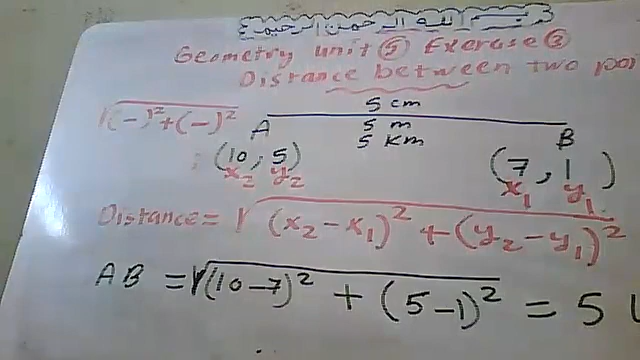 بسم الله الرحمن الرحيم
Geometry unit ⑤ Exercise ③
Distance between two poi
√(-)²+(-)²
5 cm
A 5 m B
5 Km
(10, 5) (7, 1)
x₂ y₂ x₁ y₁
Distance = √(x₂-x₁)² + (y₂-y₁)²
AB = √(10-7)² + (5-1)² = 5 U